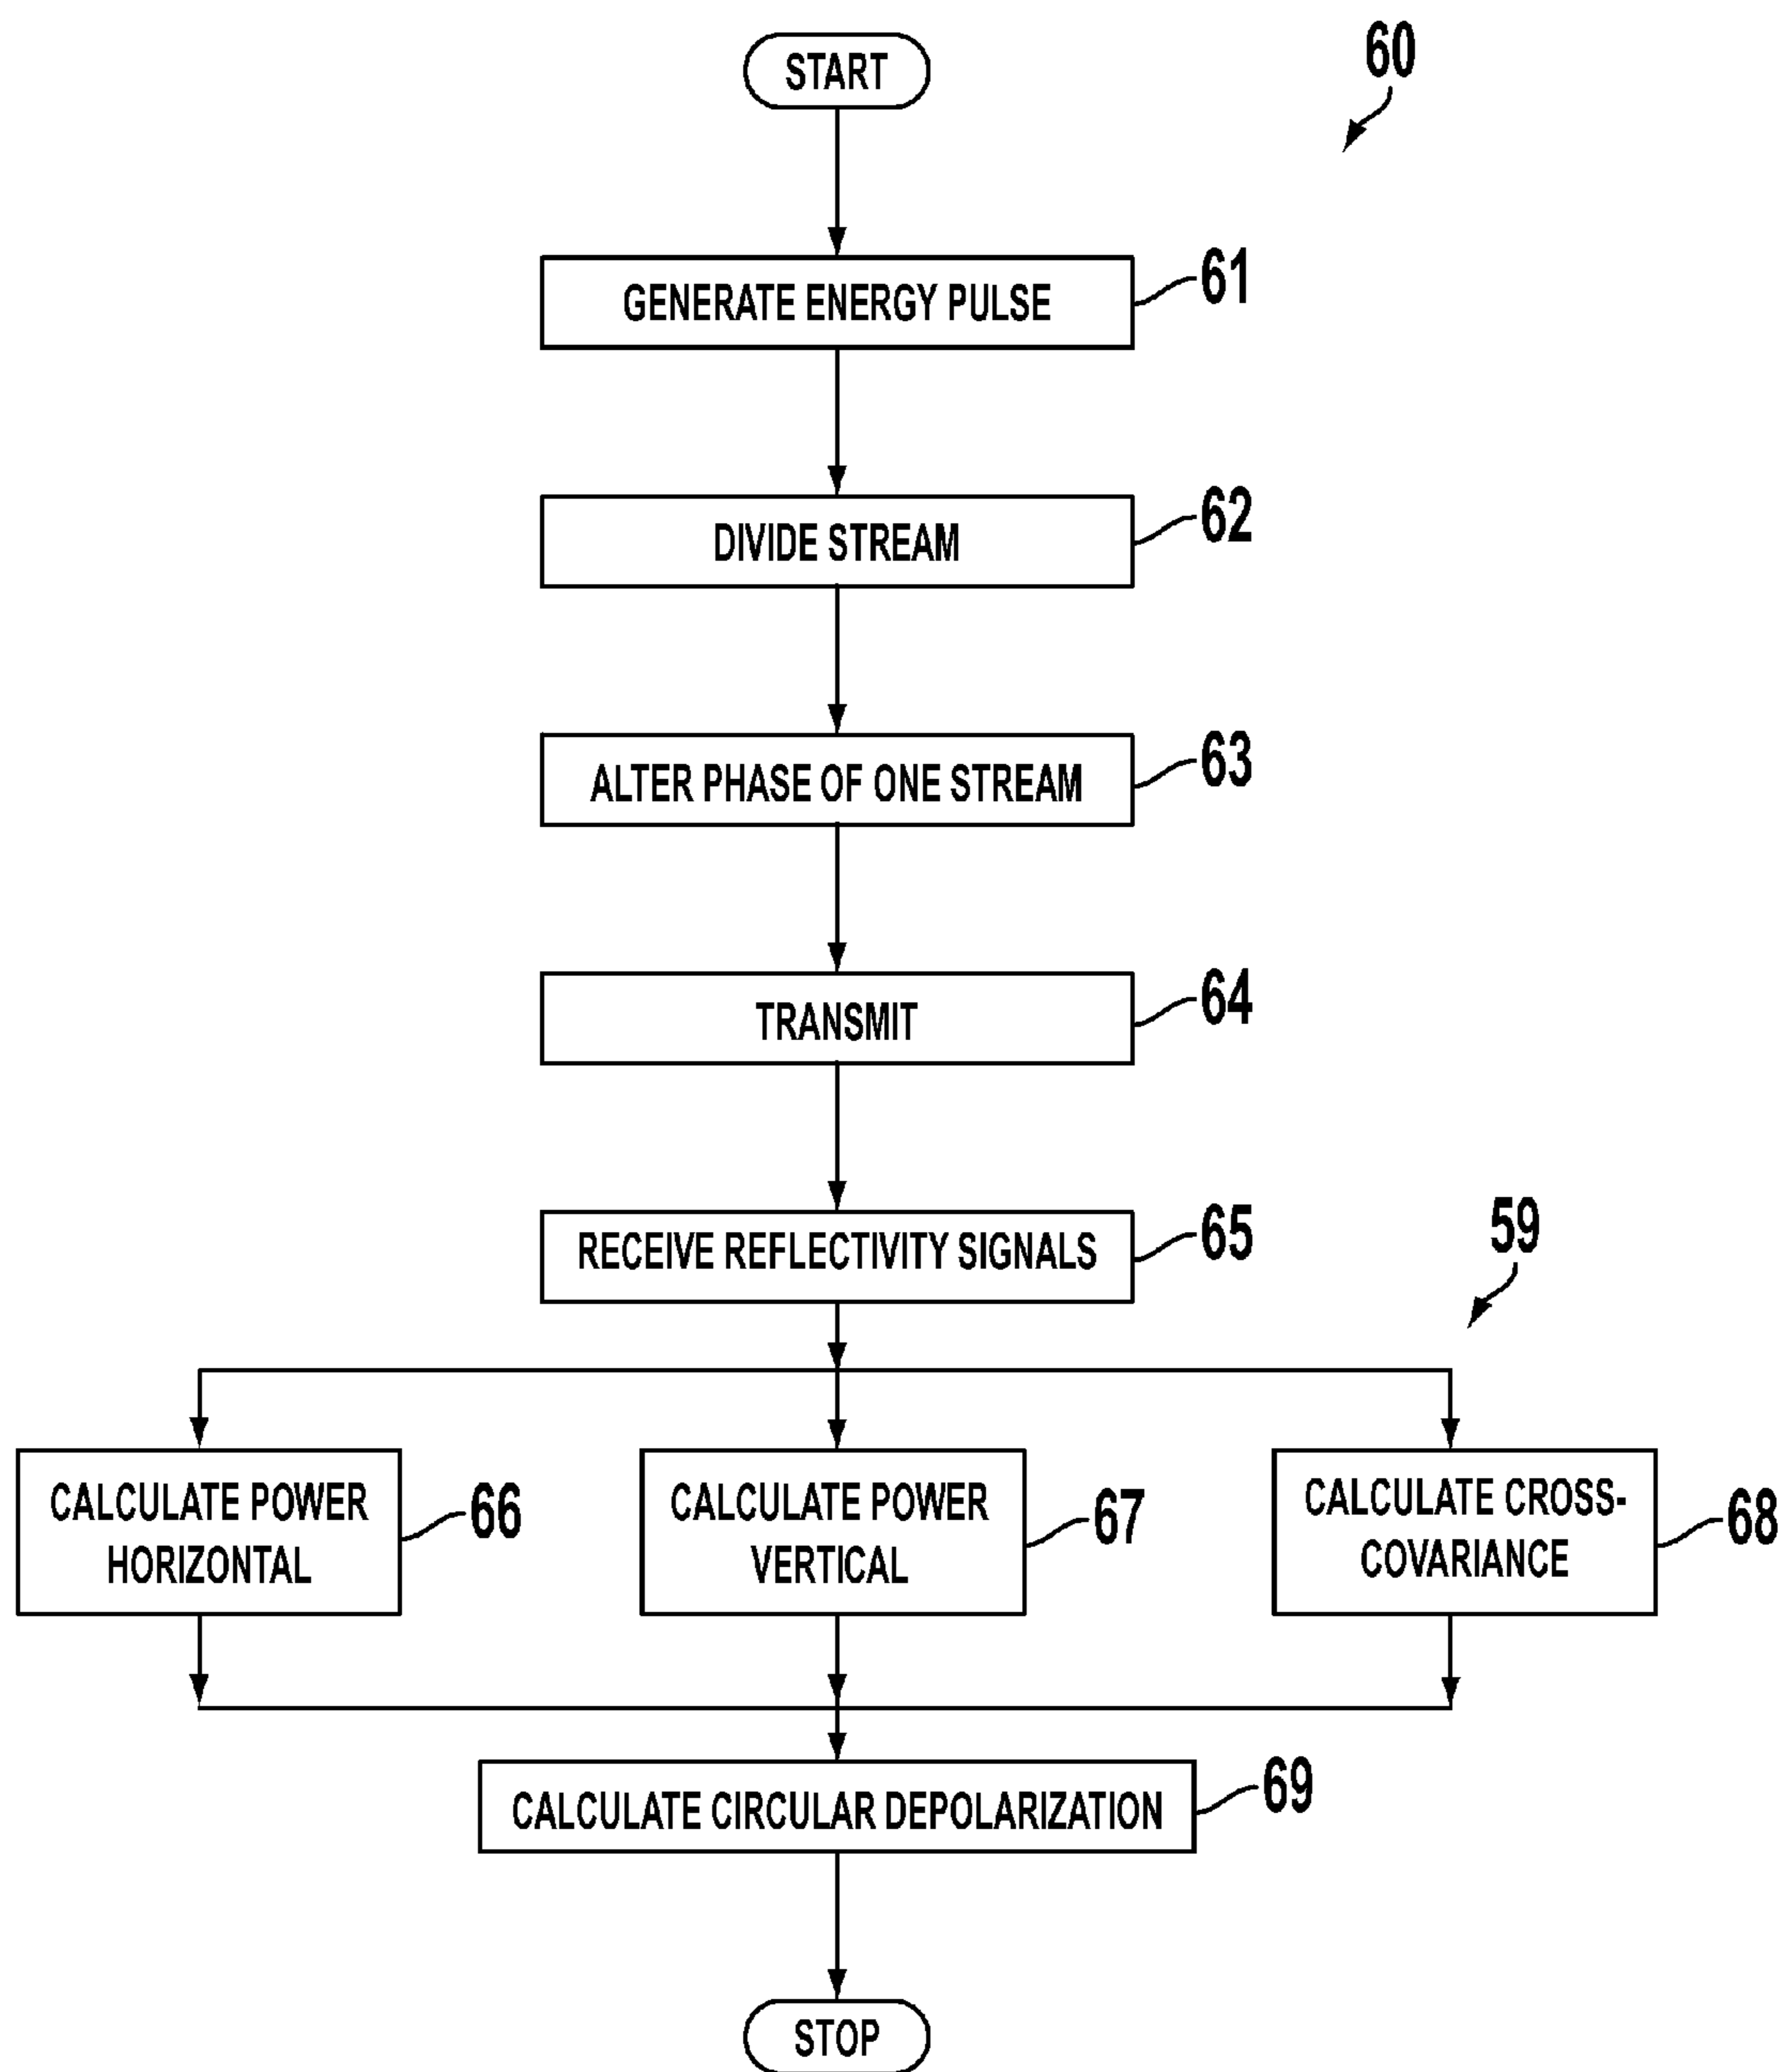 START
60
GENERATE ENERGY PULSE
61
DIVIDE STREAM
62
ALTER PHASE OF ONE STREAM
63
TRANSMIT
64
RECEIVE REFLECTIVITY SIGNALS
65
59
CALCULATE POWER
HORIZONTAL
66
CALCULATE POWER
VERTICAL
67
CALCULATE CROSS-
COVARIANCE
68
CALCULATE CIRCULAR DEPOLARIZATION
69
STOP